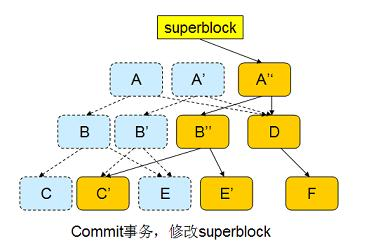 superblock
A A' A‘‘
B B' B'' D
C C' E E' F
Commit事务，修改superblock